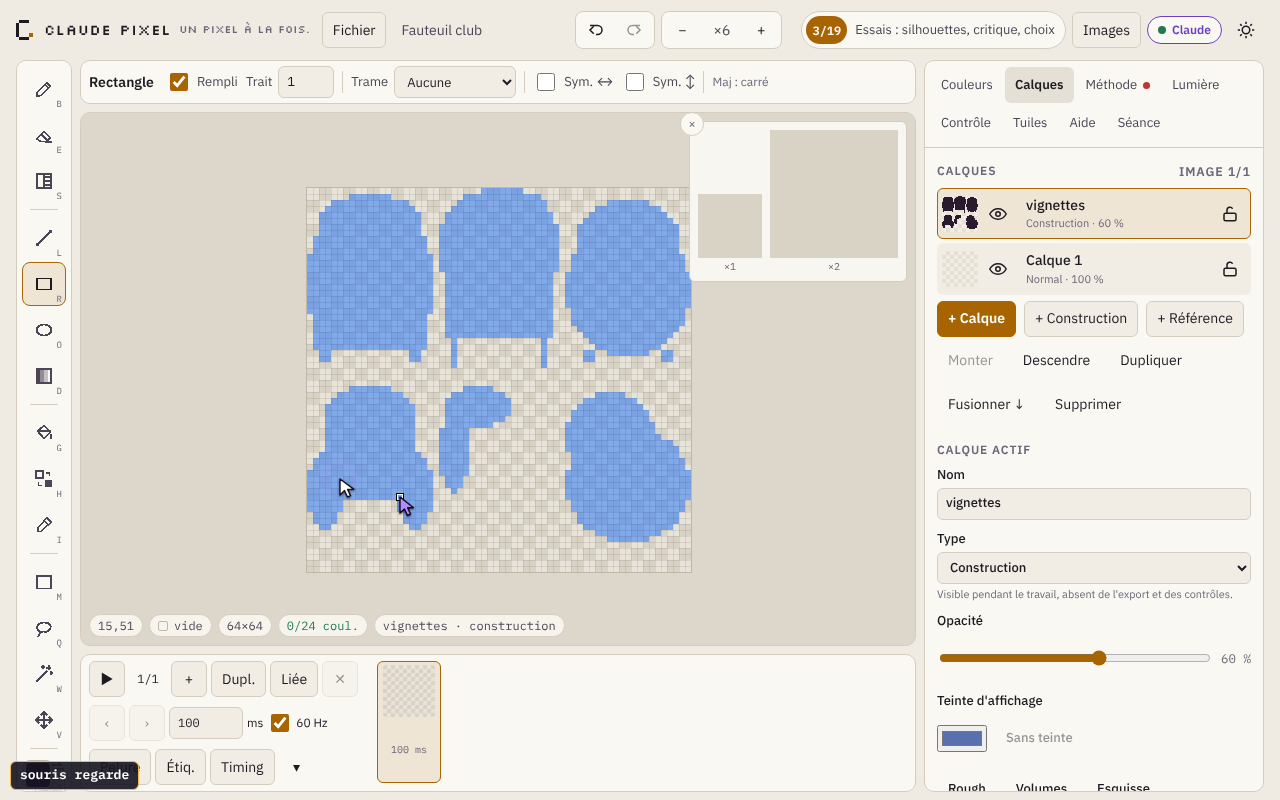 CLAUDE PIXEL UN PIXEL À LA FOIS. Fichier Fauteuil club − ×6 + 3/19 Essais : silhouettes, critique, choix Images Claude
Rectangle Rempli Trait 1 Trame Aucune Sym. ↔ Sym. ↕ Maj : carré
B
E
S
L
R
O
D
G
H
I
M
Q
W
V
×
×1 ×2
15,51 vide 64×64 0/24 coul. vignettes · construction
1/1 + Dupl. Liée ×
‹ › 100 ms 60 Hz
Étiq. Timing ▼
100 ms
souris regarde
Couleurs Calques Méthode Lumière
Contrôle Tuiles Aide Séance
CALQUES IMAGE 1/1
vignettes
Construction · 60 %
Calque 1
Normal · 100 %
+ Calque + Construction + Référence
Monter Descendre Dupliquer
Fusionner ↓ Supprimer
CALQUE ACTIF
Nom
vignettes
Type
Construction
Visible pendant le travail, absent de l'export et des contrôles.
Opacité
60 %
Teinte d'affichage
Sans teinte
Rough Volumes Esquisse